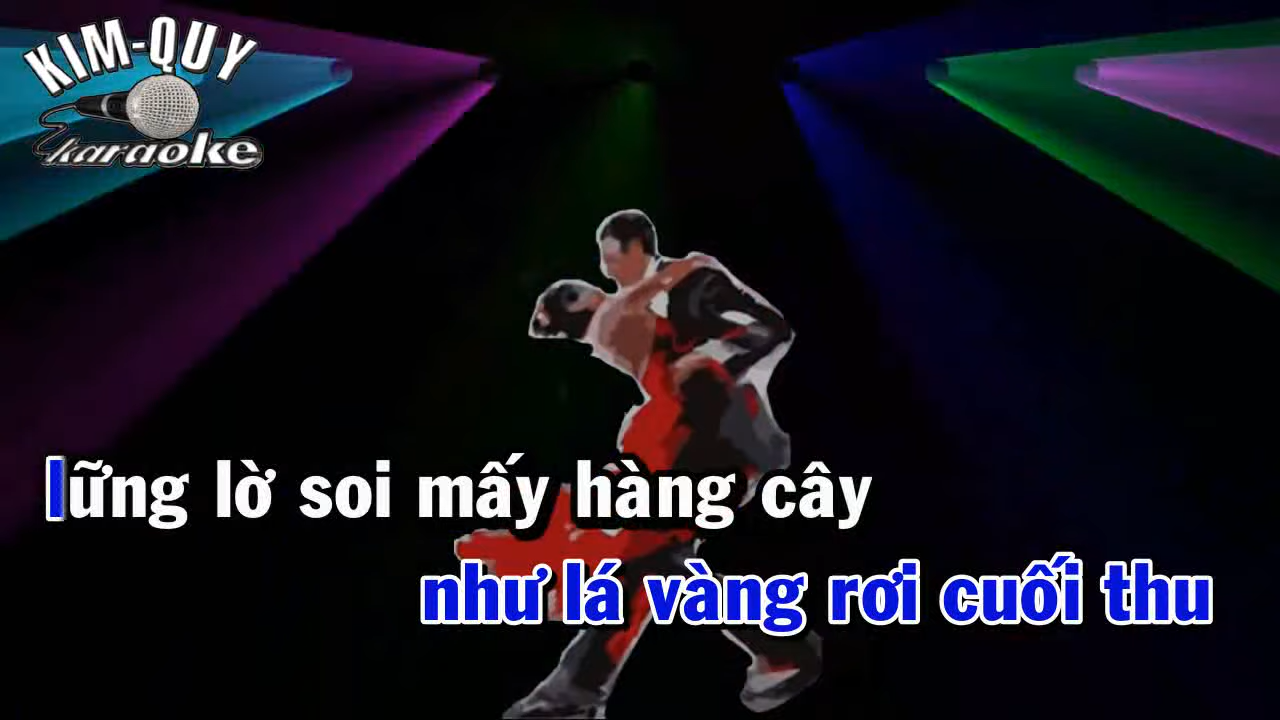 KIM-QUY
karaoke
lững lờ soi mấy hàng cây
như lá vàng rơi cuối thu